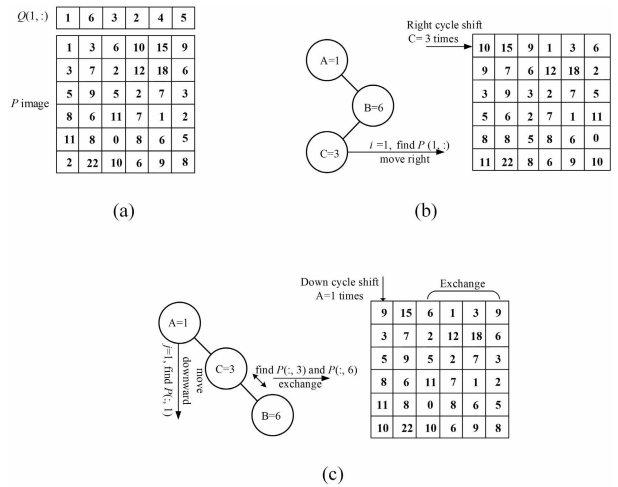 Q(1, :) 1 6 3 2 4 5
P image
1 3 6 10 15 9
3 7 2 12 18 6
5 9 5 2 7 3
8 6 11 7 1 2
11 8 0 8 6 5
2 22 10 6 9 8
(a)
A=1
B=6
C=3
i =1, find P (1, :)
move right
Right cycle shift
C= 3 times
10 15 9 1 3 6
9 7 6 12 18 2
3 9 3 2 7 5
5 6 2 7 1 11
8 8 5 8 6 0
11 22 8 6 9 10
(b)
A=1
C=3
B=6
move
downward
j=1, find P(:, 1)
find P(:, 3) and P(:, 6)
exchange
Down cycle shift
A=1 times
Exchange
9 15 6 1 3 9
3 7 2 12 18 6
5 9 5 2 7 3
8 6 11 7 1 2
11 8 0 8 6 5
10 22 10 6 9 8
(c)